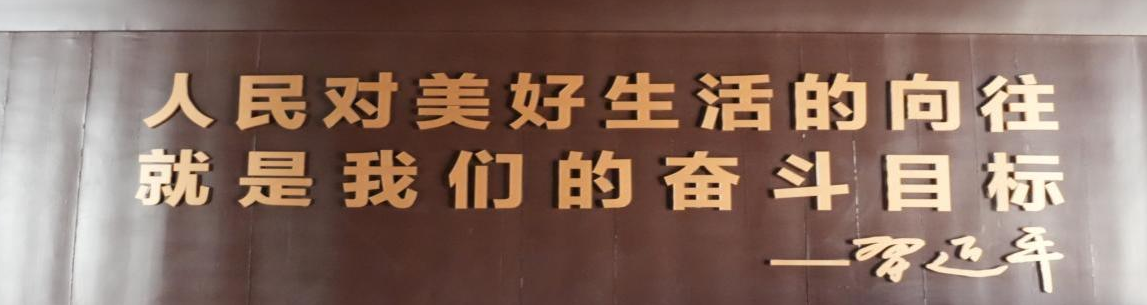 人民对美好生活的向往
就是我们的奋斗目标
——习近平